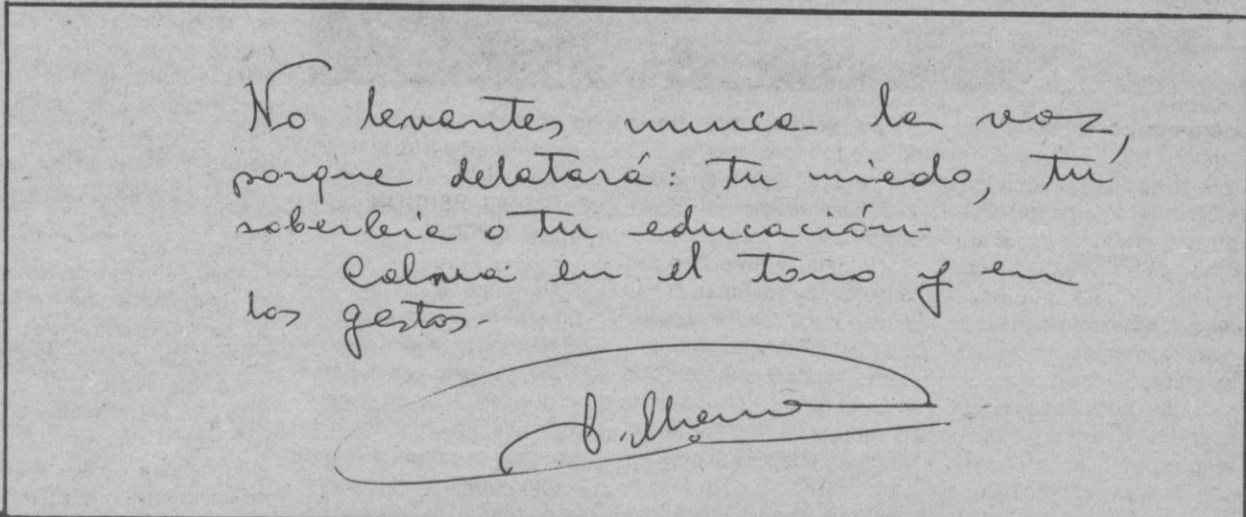 No levantes nunca la voz
porque delatará: tu miedo, tú
soberbia o tu educación.
Calma en el tono y en
los gestos.